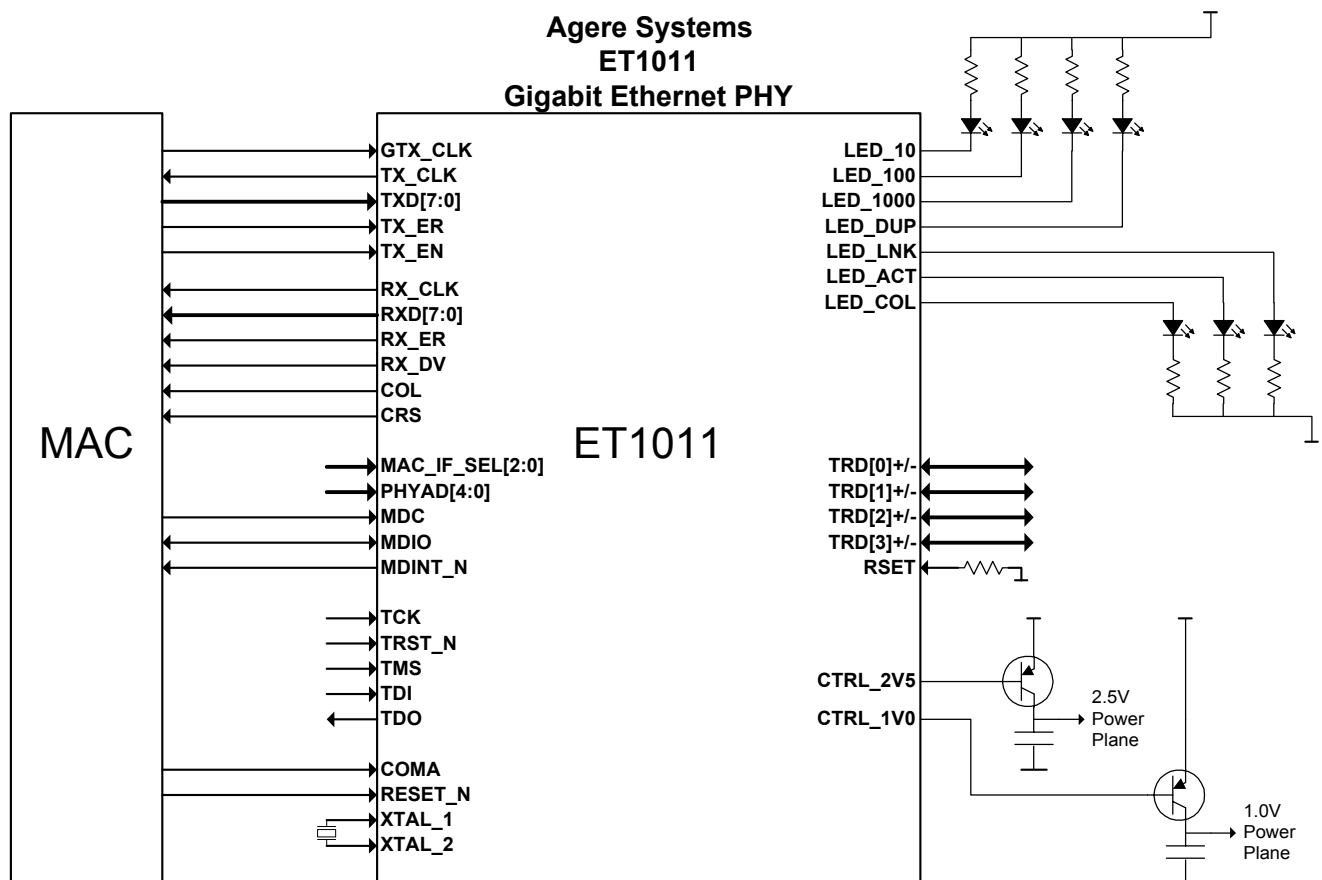 Agere Systems
ET1011
Gigabit Ethernet PHY
MAC
ET1011
GTX_CLK
TX_CLK
TXD[7:0]
TX_ER
TX_EN
RX_CLK
RXD[7:0]
RX_ER
RX_DV
COL
CRS
MAC_IF_SEL[2:0]
PHYAD[4:0]
MDC
MDIO
MDINT_N
TCK
TRST_N
TMS
TDI
TDO
COMA
RESET_N
XTAL_1
XTAL_2
LED_10
LED_100
LED_1000
LED_DUP
LED_LNK
LED_ACT
LED_COL
TRD[0]+/-
TRD[1]+/-
TRD[2]+/-
TRD[3]+/-
RSET
CTRL_2V5
CTRL_1V0
2.5V
Power
Plane
1.0V
Power
Plane